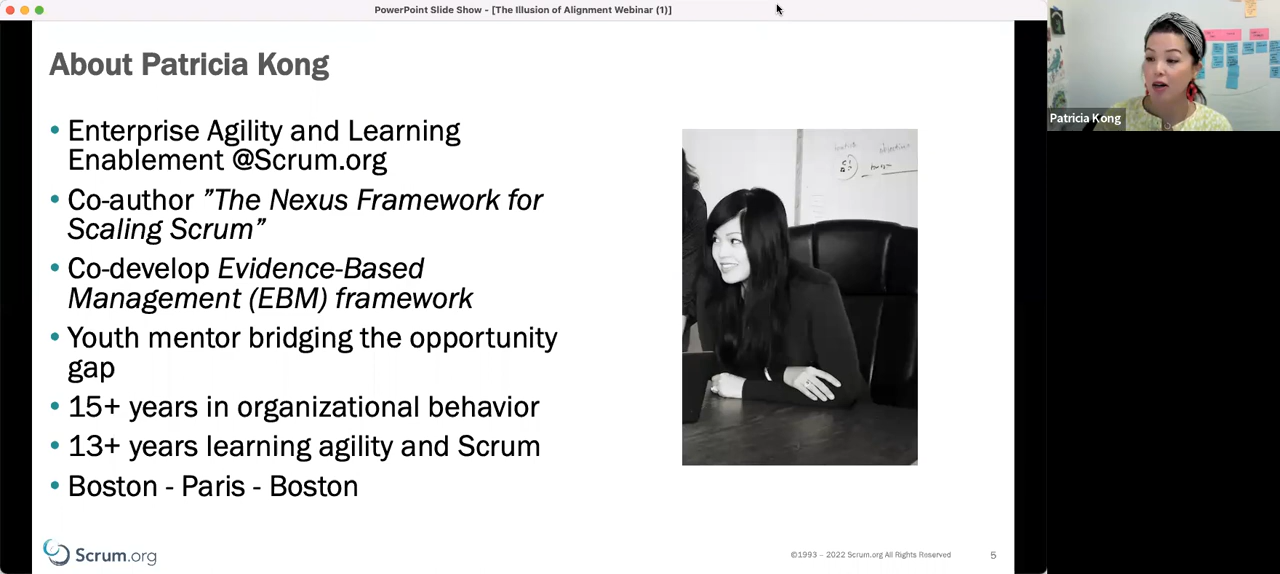 PowerPoint Slide Show - [The Illusion of Alignment Webinar (1)]
About Patricia Kong
• Enterprise Agility and Learning
Enablement @Scrum.org
• Co-author ”The Nexus Framework for
Scaling Scrum”
• Co-develop Evidence-Based
Management (EBM) framework
• Youth mentor bridging the opportunity
gap
• 15+ years in organizational behavior
• 13+ years learning agility and Scrum
• Boston - Paris - Boston
Scrum.org
©1993 – 2022 Scrum.org All Rights Reserved
5
Patricia Kong